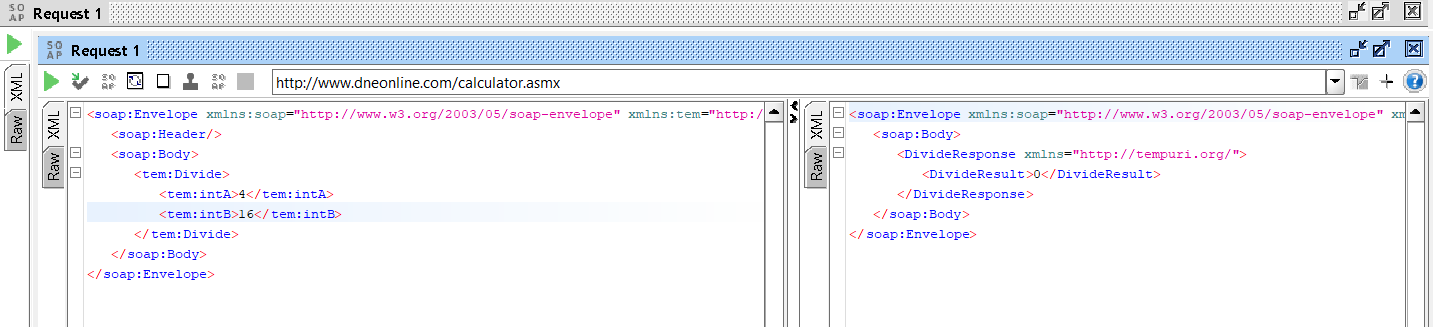 SO AP Request 1
SO AP Request 1
http://www.dneonline.com/calculator.asmx
XML
Raw
XML
Raw
<soap:Envelope xmlns:soap="http://www.w3.org/2003/05/soap-envelope" xmlns:tem="http:/
<soap:Header/>
<soap:Body>
<tem:Divide>
<tem:intA>4</tem:intA>
<tem:intB>16</tem:intB>
</tem:Divide>
</soap:Body>
</soap:Envelope>
XML
Raw
<soap:Envelope xmlns:soap="http://www.w3.org/2003/05/soap-envelope" xm
<soap:Body>
<DivideResponse xmlns="http://tempuri.org/">
<DivideResult>0</DivideResult>
</DivideResponse>
</soap:Body>
</soap:Envelope>